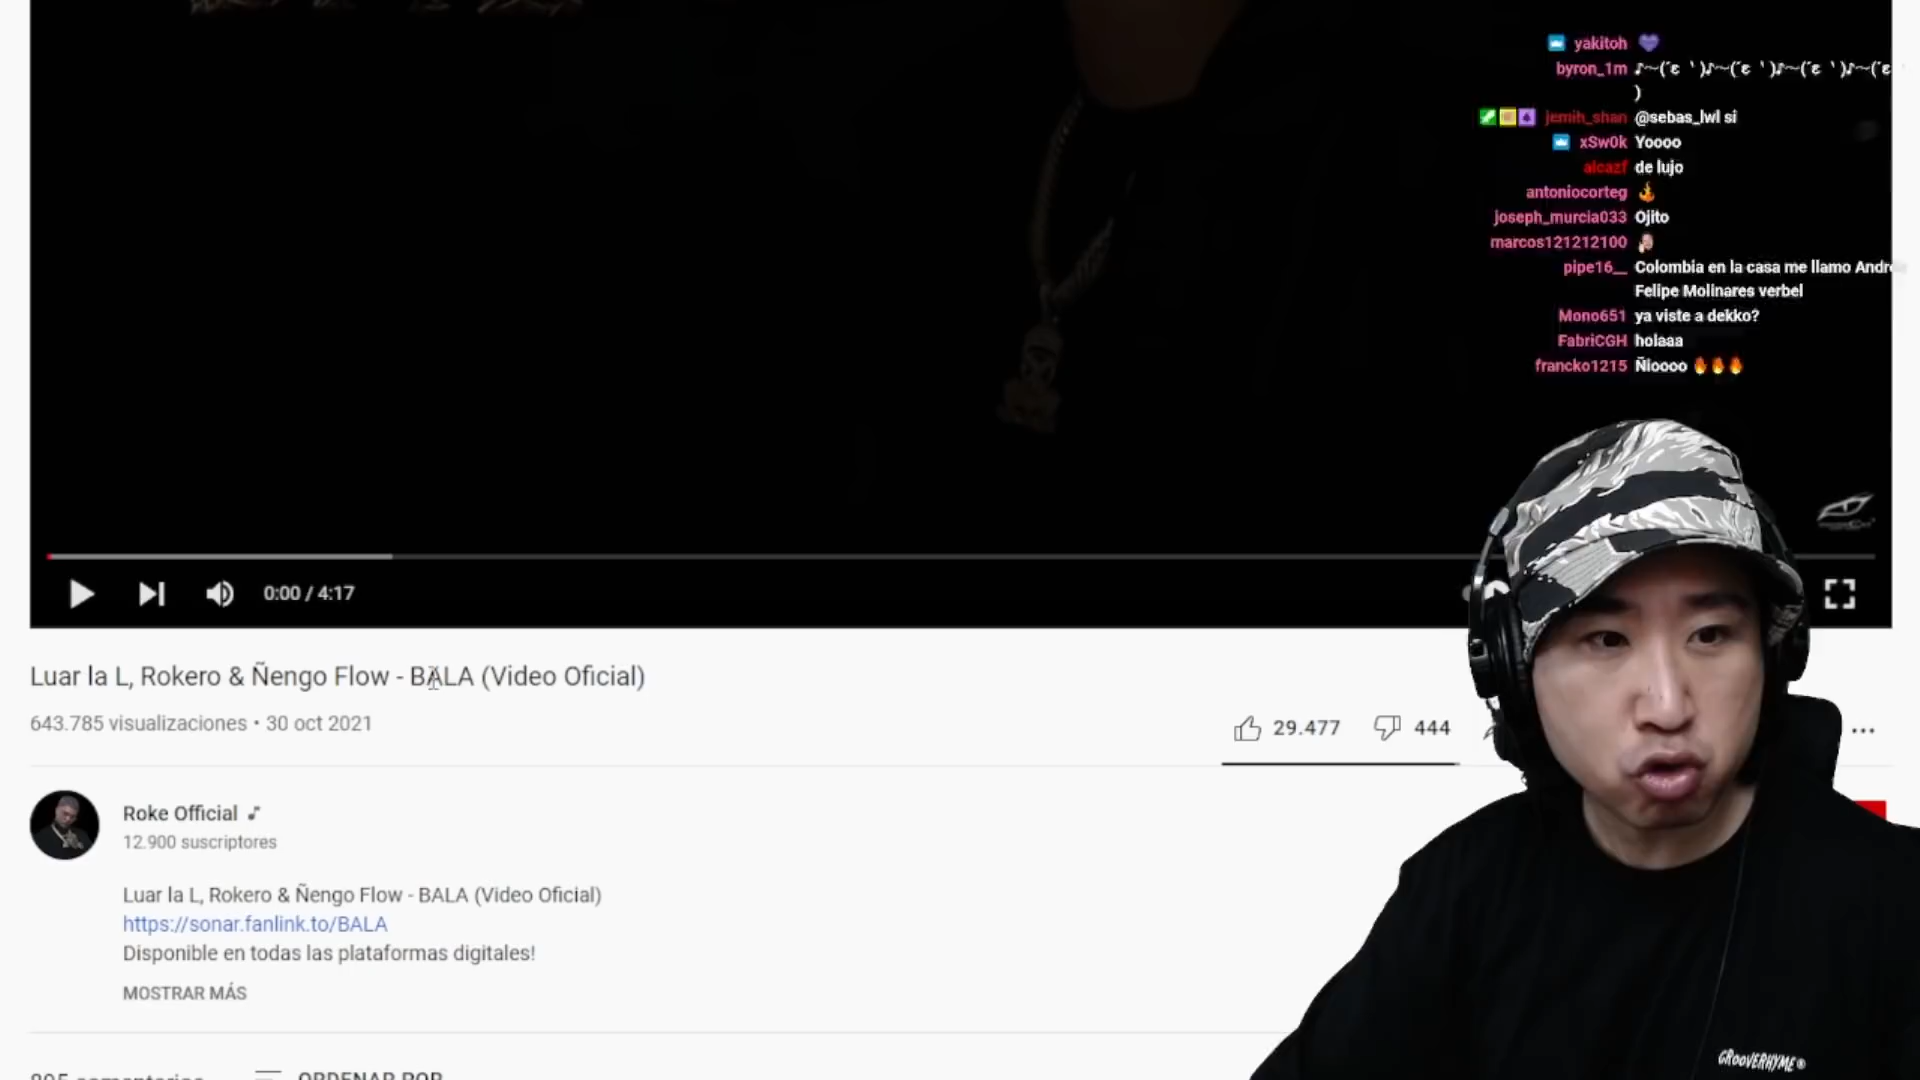 yakitoh
byron_1m ♪~(´ε ` )♪~(´ε ` )♪~(´ε ` )♪~(´ε
)
jemih_shan @sebas_lwl si
xSw0k Yoooo
alcazf de lujo
antoniocorteg
joseph_murcia033 Ojito
marcos121212100
pipe16__ Colombia en la casa me llamo
Felipe Molinares verbel
Mono651 ya viste a dekko?
FabriCGH holaaa
francko1215 Ñioooo 🔥🔥🔥
0:00 / 4:17
Luar la L, Rokero & Ñengo Flow - BALA (Video Oficial)
643.785 visualizaciones • 30 oct 2021
29.477 444
Roke Official
12.900 suscriptores
Luar la L, Rokero & Ñengo Flow - BALA (Video Oficial)
https://sonar.fanlink.to/BALA
Disponible en todas las plataformas digitales!
MOSTRAR MÁS
GROOVERHYME®
ORDENAR POR